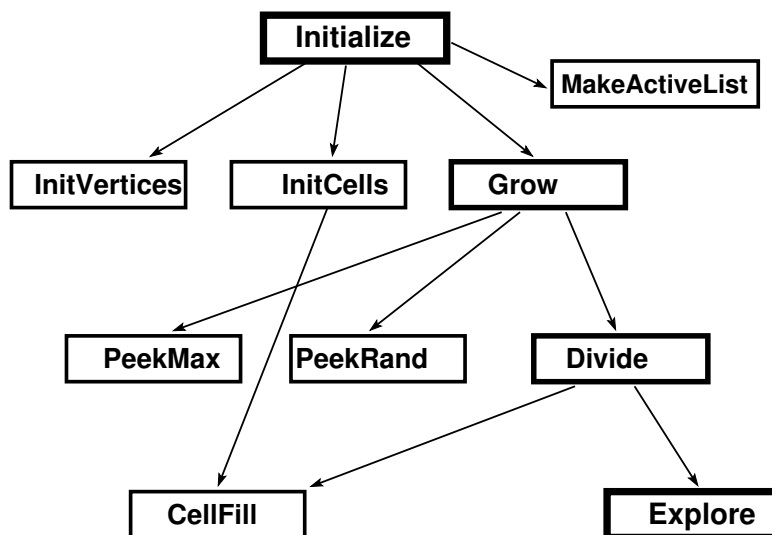 Initialize
MakeActiveList
InitVertices
InitCells
Grow
PeekMax
PeekRand
Divide
CellFill
Explore